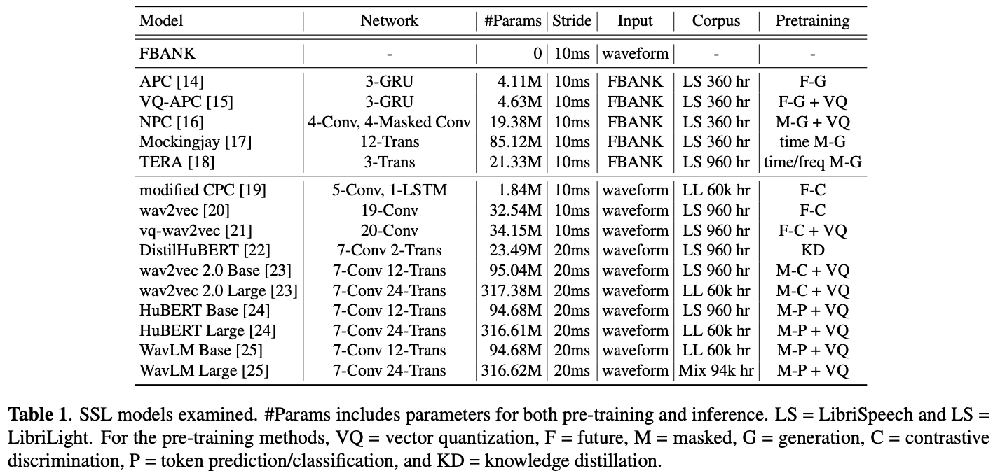 Model Network #Params Stride Input Corpus Pretraining
FBANK - 0 10ms waveform - -
APC [14] 3-GRU 4.11M 10ms FBANK LS 360 hr F-G
VQ-APC [15] 3-GRU 4.63M 10ms FBANK LS 360 hr F-G + VQ
NPC [16] 4-Conv, 4-Masked Conv 19.38M 10ms FBANK LS 360 hr M-G + VQ
Mockingjay [17] 12-Trans 85.12M 10ms FBANK LS 360 hr time M-G
TERA [18] 3-Trans 21.33M 10ms FBANK LS 960 hr time/freq M-G
modified CPC [19] 5-Conv, 1-LSTM 1.84M 10ms waveform LL 60k hr F-C
wav2vec [20] 19-Conv 32.54M 10ms waveform LS 960 hr F-C
vq-wav2vec [21] 20-Conv 34.15M 10ms waveform LS 960 hr F-C + VQ
DistilHuBERT [22] 7-Conv 2-Trans 23.49M 20ms waveform LS 960 hr KD
wav2vec 2.0 Base [23] 7-Conv 12-Trans 95.04M 20ms waveform LS 960 hr M-C + VQ
wav2vec 2.0 Large [23] 7-Conv 24-Trans 317.38M 20ms waveform LL 60k hr M-C + VQ
HuBERT Base [24] 7-Conv 12-Trans 94.68M 20ms waveform LS 960 hr M-P + VQ
HuBERT Large [24] 7-Conv 24-Trans 316.61M 20ms waveform LL 60k hr M-P + VQ
WavLM Base [25] 7-Conv 12-Trans 94.68M 20ms waveform LL 60k hr M-P + VQ
WavLM Large [25] 7-Conv 24-Trans 316.62M 20ms waveform Mix 94k hr M-P + VQ
Table 1. SSL models examined. #Params includes parameters for both pre-training and inference. LS = LibriSpeech and LS =
LibriLight. For the pre-training methods, VQ = vector quantization, F = future, M = masked, G = generation, C = contrastive
discrimination, P = token prediction/classification, and KD = knowledge distillation.